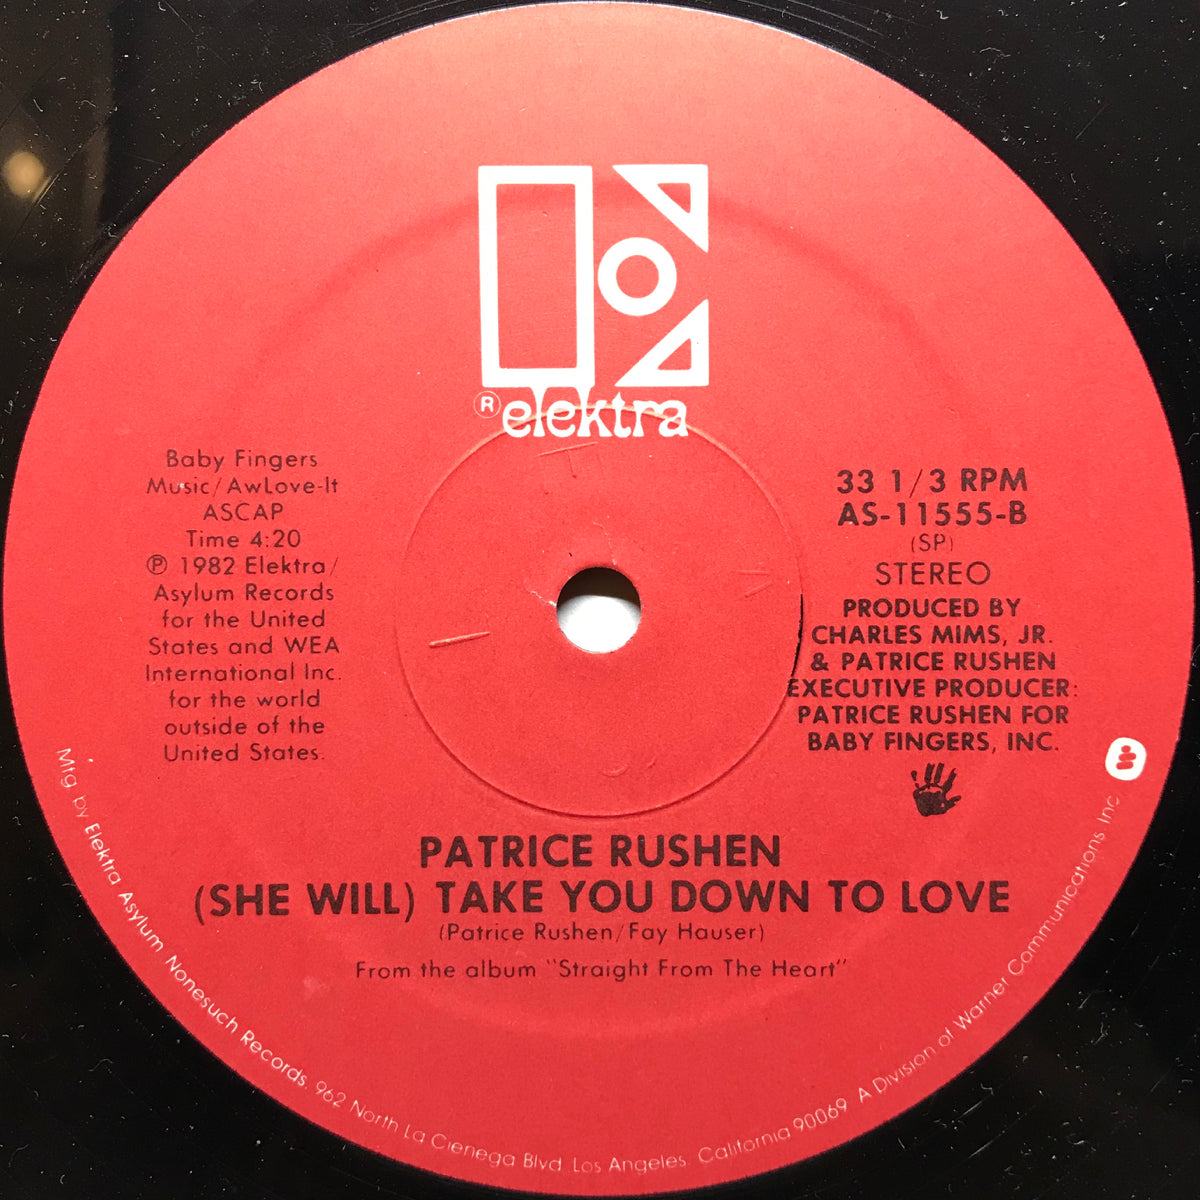 ® elektra
Baby Fingers
Music/AwLove-It
ASCAP
Time 4:20
℗ 1982 Elektra/
Asylum Records
for the United
States and WEA
International Inc.
for the world
outside of the
United States.
33 1/3 RPM
AS-11555-B
(SP)
STEREO
PRODUCED BY
CHARLES MIMS, JR.
& PATRICE RUSHEN
EXECUTIVE PRODUCER:
PATRICE RUSHEN FOR
BABY FINGERS, INC.
PATRICE RUSHEN
(SHE WILL) TAKE YOU DOWN TO LOVE
(Patrice Rushen/Fay Hauser)
From the album "Straight From The Heart"
Mtg. by Elektra Asylum Nonesuch Records. 962 North La Cienega Blvd. Los Angeles. California 90069 A Division of Warner Communications Inc